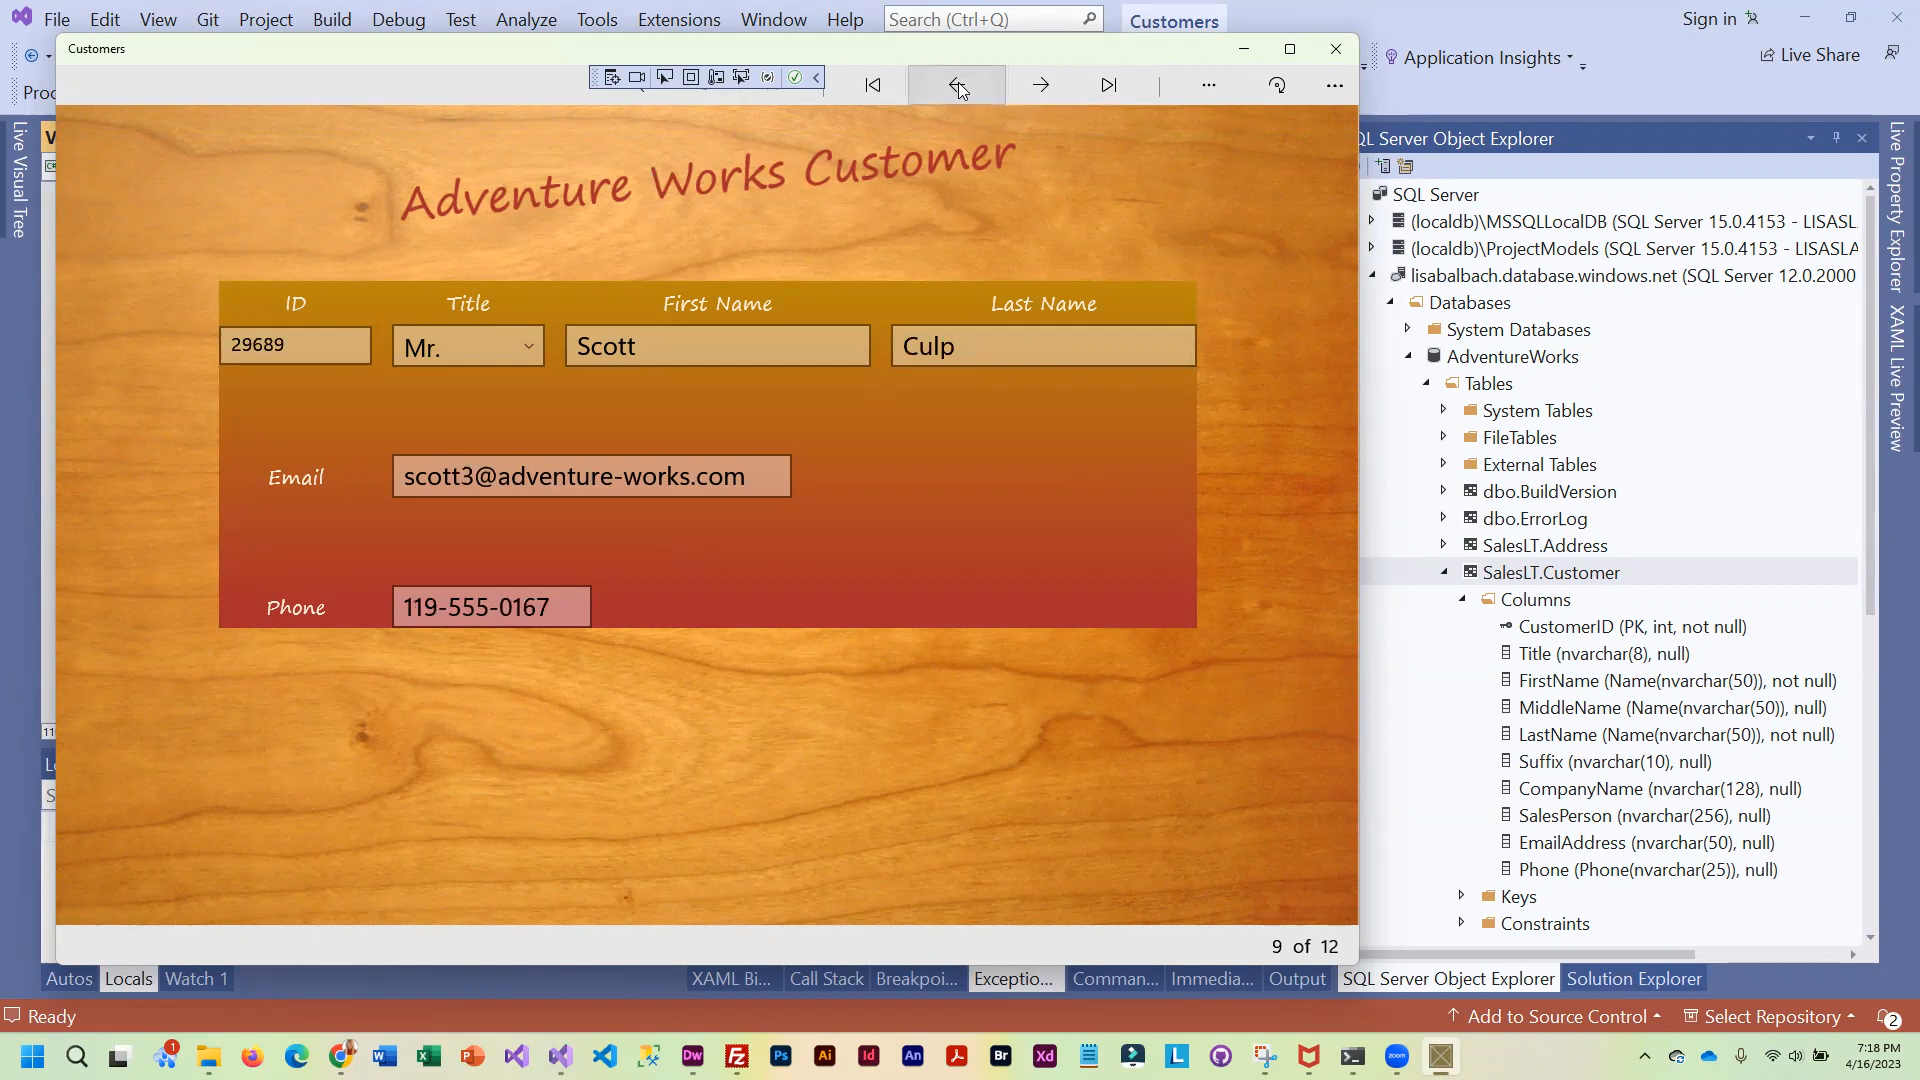 File Edit View Git Project Build Debug Test Analyze Tools Extensions Window Help Search (Ctrl+Q) Customers Sign in
Customers
Application Insights
Live Share
Live Visual Tree
Adventure Works Customer
ID Title First Name Last Name
29689 Mr. Scott Culp
Email scott3@adventure-works.com
Phone 119-555-0167
9 of 12
SQL Server
(localdb)\MSSQLLocalDB (SQL Server 15.0.4153 - LISASL
(localdb)\ProjectModels (SQL Server 15.0.4153 - LISASLA
lisabalbach.database.windows.net (SQL Server 12.0.2000
Databases
System Databases
AdventureWorks
Tables
System Tables
FileTables
External Tables
dbo.BuildVersion
dbo.ErrorLog
SalesLT.Address
SalesLT.Customer
Columns
CustomerID (PK, int, not null)
Title (nvarchar(8), null)
FirstName (Name(nvarchar(50)), not null)
MiddleName (Name(nvarchar(50)), null)
LastName (Name(nvarchar(50)), not null)
Suffix (nvarchar(10), null)
CompanyName (nvarchar(128), null)
SalesPerson (nvarchar(256), null)
EmailAddress (nvarchar(50), null)
Phone (Phone(nvarchar(25)), null)
Keys
Constraints
Live Property Explorer
XAML Live Preview
Autos Locals Watch 1 XAML Bi... Call Stack Breakpoi... Exceptio... Comman... Immedia... Output SQL Server Object Explorer Solution Explorer
Ready Add to Source Control Select Repository 2
1 7:18 PM
4/16/2023